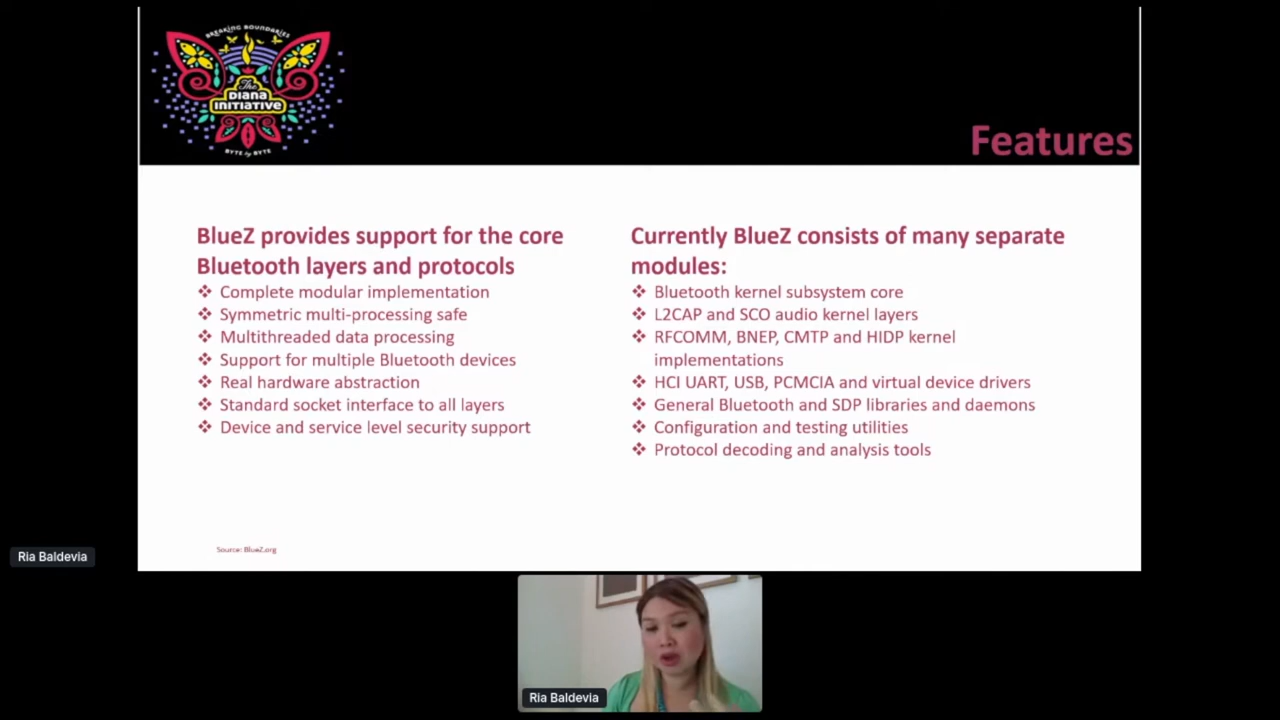 BREAKING BOUNDARIES
The
DIANA
INITIATIVE
BYTE by BYTE
Features
BlueZ provides support for the core
Bluetooth layers and protocols
❖ Complete modular implementation
❖ Symmetric multi-processing safe
❖ Multithreaded data processing
❖ Support for multiple Bluetooth devices
❖ Real hardware abstraction
❖ Standard socket interface to all layers
❖ Device and service level security support
Currently BlueZ consists of many separate
modules:
❖ Bluetooth kernel subsystem core
❖ L2CAP and SCO audio kernel layers
❖ RFCOMM, BNEP, CMTP and HIDP kernel
implementations
❖ HCI UART, USB, PCMCIA and virtual device drivers
❖ General Bluetooth and SDP libraries and daemons
❖ Configuration and testing utilities
❖ Protocol decoding and analysis tools
Source: BlueZ.org
Ria Baldevia
Ria Baldevia